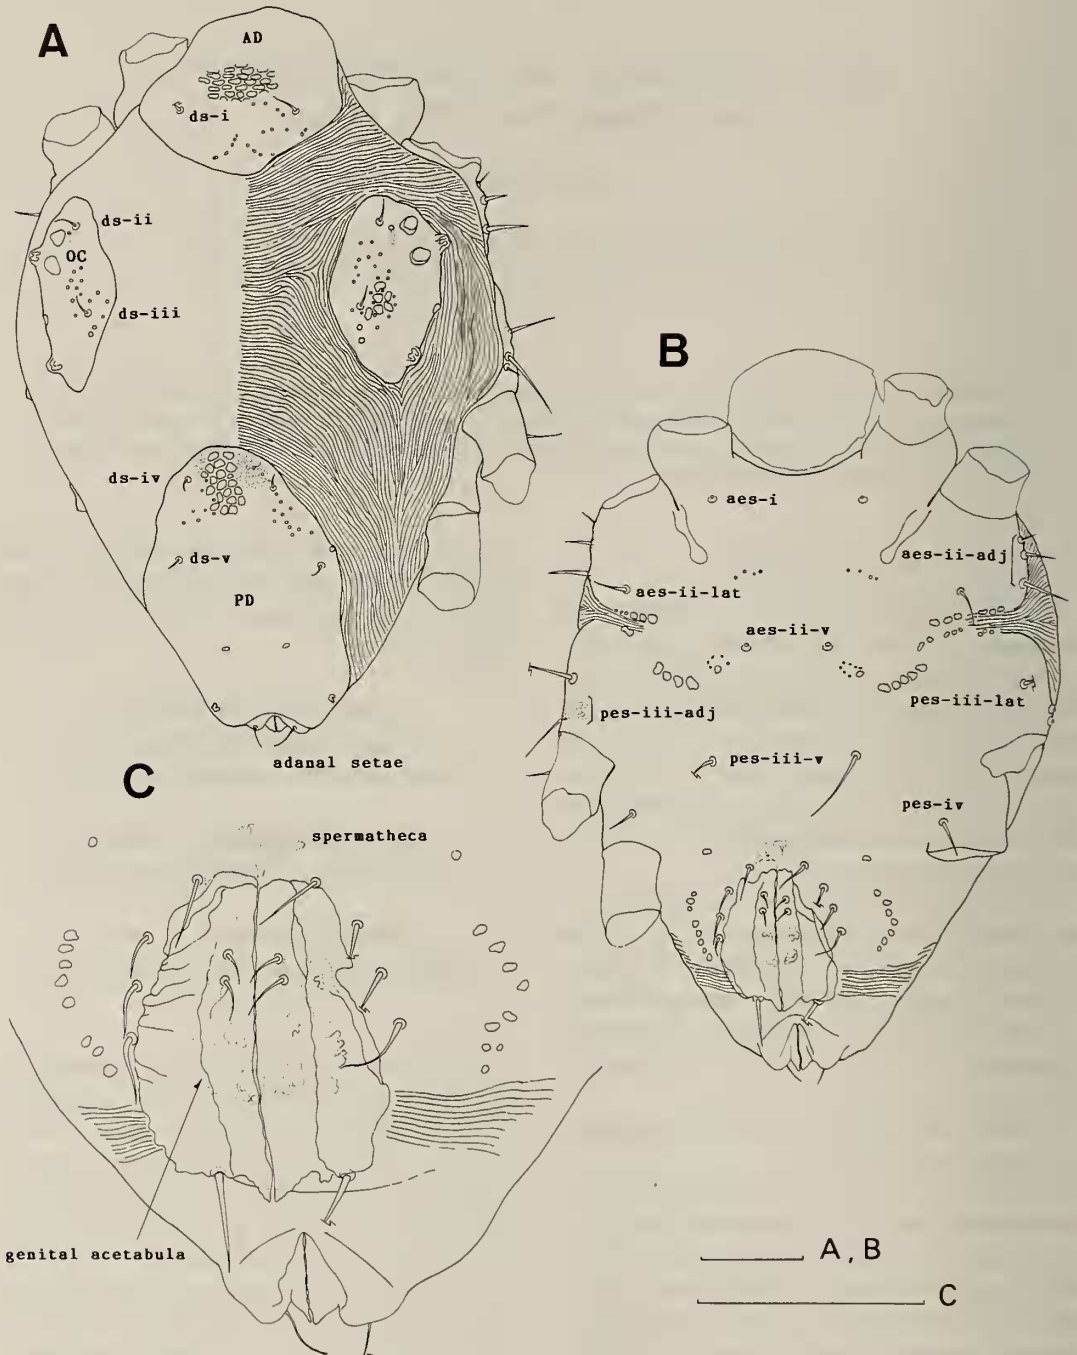 A
AD
ds-i
ds-ii
OC
ds-iii
ds-iv
ds-v
PD
adanal setae
B
aes-i
aes-ii-adj
aes-ii-lat
aes-ii-v
pes-iii-lat
pes-iii-adj
pes-iii-v
pes-iv
C
spermatheca
genital acetabula
A, B
C